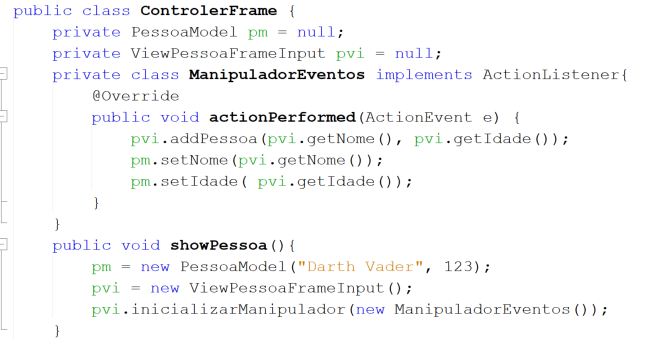 public class ControlerFrame {
    private PessoaModel pm = null;
    private ViewPessoaFrameInput pvi = null;
    private class ManipuladorEventos implements ActionListener{
        @Override
        public void actionPerformed(ActionEvent e) {
            pvi.addPessoa(pvi.getNome(), pvi.getIdade());
            pm.setNome(pvi.getNome());
            pm.setIdade( pvi.getIdade());
        }
    }
    public void showPessoa(){
        pm = new PessoaModel("Darth Vader", 123);
        pvi = new ViewPessoaFrameInput();
        pvi.inicializarManipulador(new ManipuladorEventos());
    }